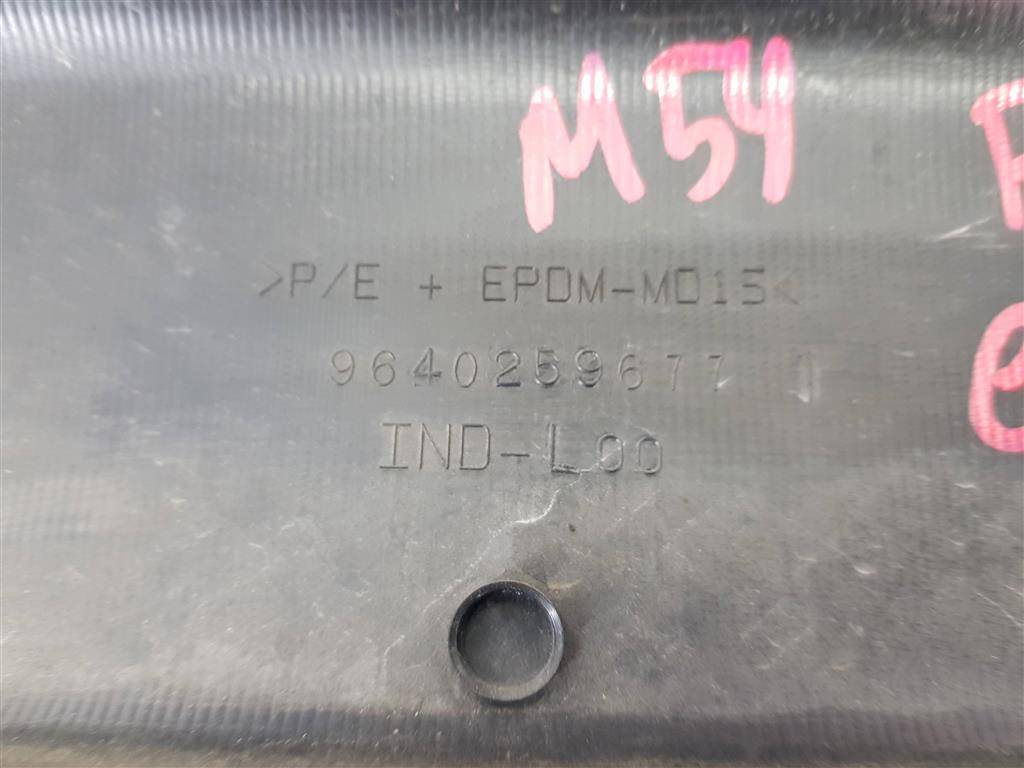 M54
>P/E + EPDM-MD15<
9640259677
IND-L00